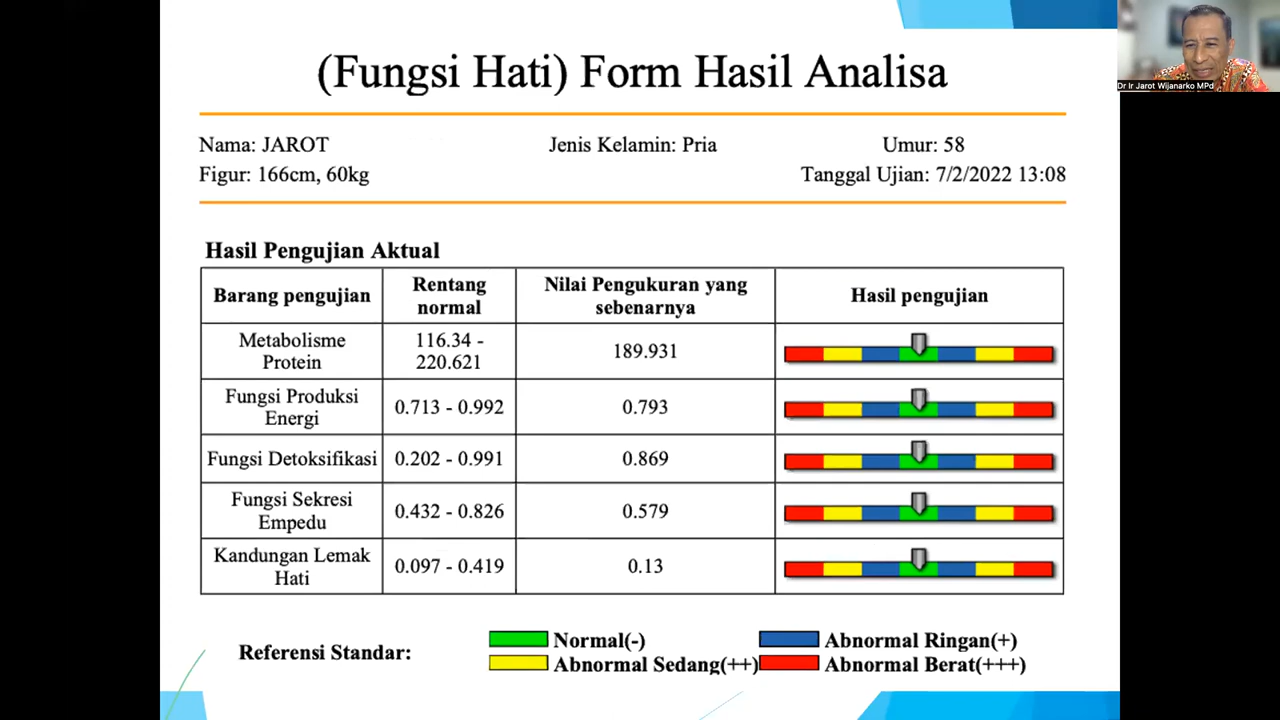 (Fungsi Hati) Form Hasil Analisa
Dr Ir Jarot Wijanarko MPd
Nama: JAROT Jenis Kelamin: Pria Umur: 58
Figur: 166cm, 60kg Tanggal Ujian: 7/2/2022 13:08
Hasil Pengujian Aktual
Barang pengujian
Rentang
normal
Nilai Pengukuran yang
sebenarnya
Hasil pengujian
Metabolisme
Protein
116.34 -
220.621
189.931
Fungsi Produksi
Energi
0.713 - 0.992
0.793
Fungsi Detoksifikasi
0.202 - 0.991
0.869
Fungsi Sekresi
Empedu
0.432 - 0.826
0.579
Kandungan Lemak
Hati
0.097 - 0.419
0.13
Referensi Standar:
Normal(-) Abnormal Ringan(+)
Abnormal Sedang(++) Abnormal Berat(+++)